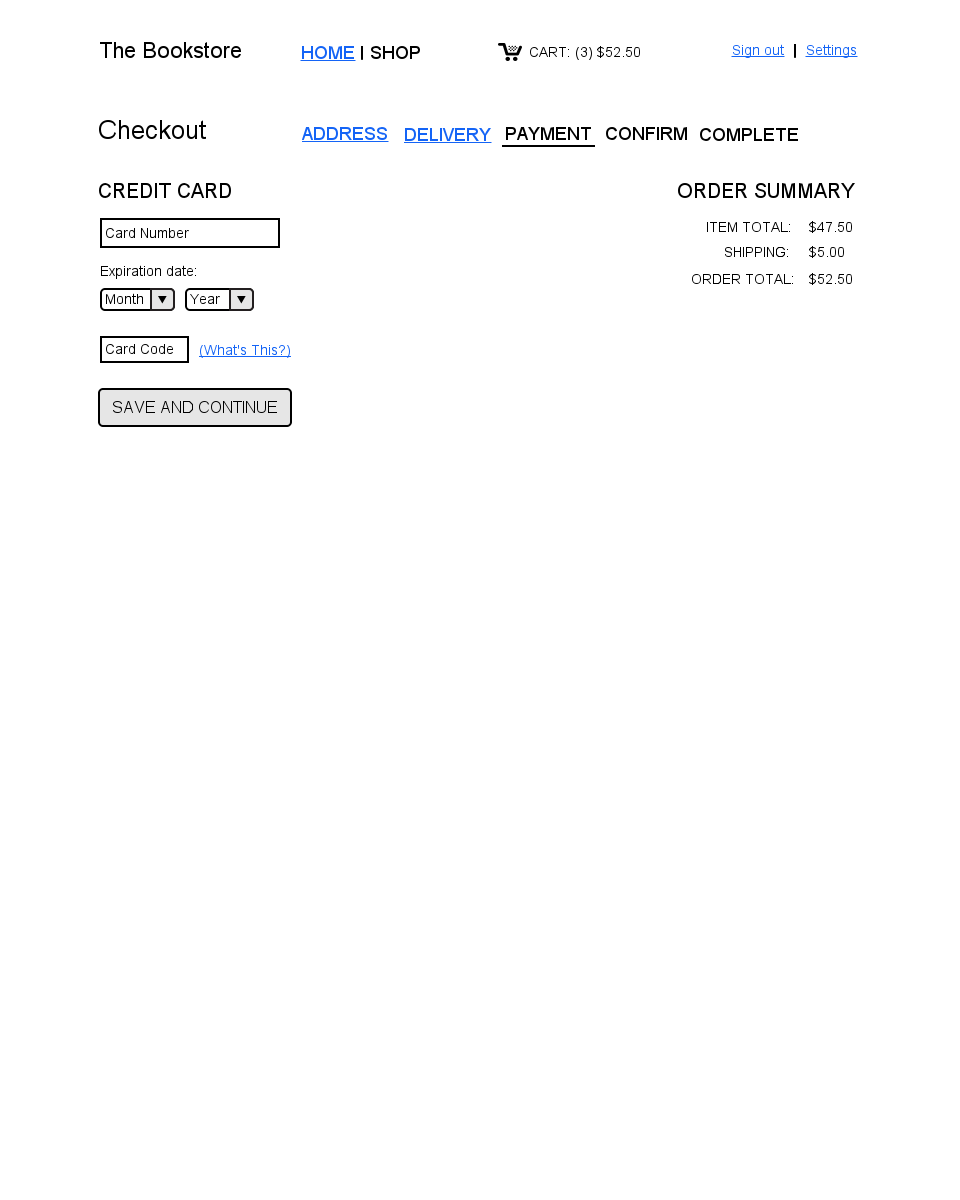 The Bookstore HOME | SHOP CART: (3) $52.50 Sign out | Settings
Checkout ADDRESS DELIVERY PAYMENT CONFIRM COMPLETE
CREDIT CARD ORDER SUMMARY
Card Number
ITEM TOTAL: $47.50
SHIPPING: $5.00
Expiration date:
ORDER TOTAL: $52.50
Month ▼ Year ▼
Card Code (What's This?)
SAVE AND CONTINUE